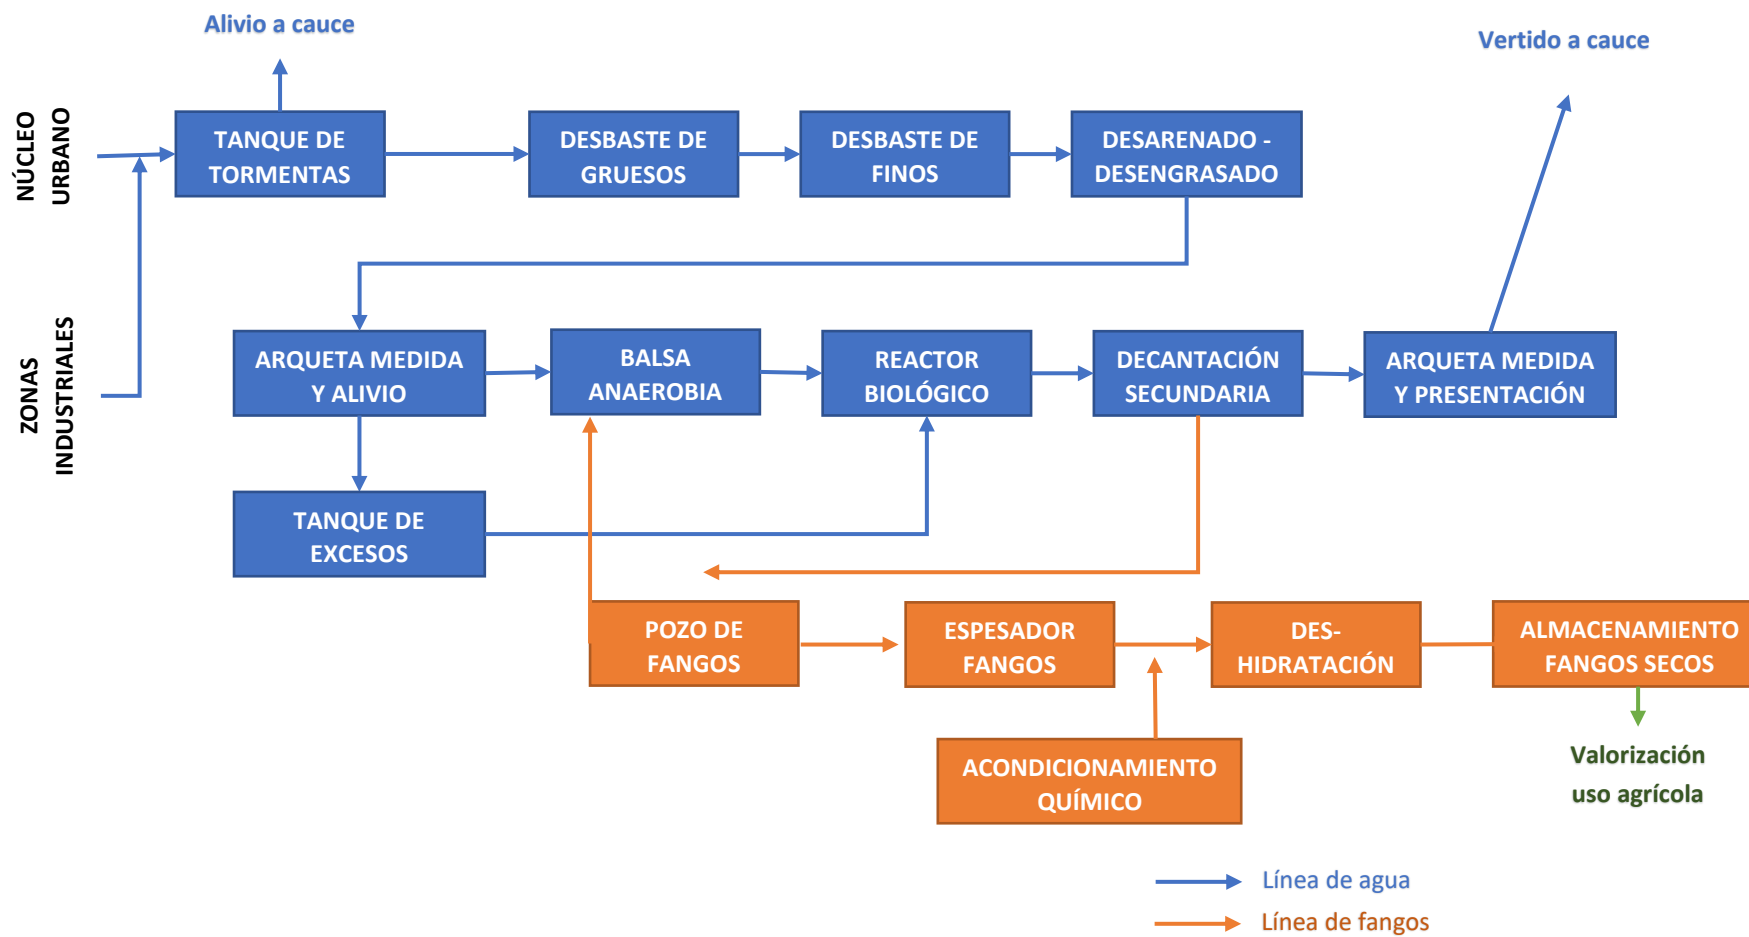 Alivio a cauce
Vertido a cauce
NÚCLEO
URBANO
TANQUE DE
TORMENTAS
DESBASTE DE
GRUESOS
DESBASTE DE
FINOS
DESARENADO -
DESENGRASADO
ZONAS
INDUSTRIALES
ARQUETA MEDIDA
Y ALIVIO
BALSA
ANAEROBIA
REACTOR
BIOLÓGICO
DECANTACIÓN
SECUNDARIA
ARQUETA MEDIDA
Y PRESENTACIÓN
TANQUE DE
EXCESOS
POZO DE
FANGOS
ESPESADOR
FANGOS
DES-
HIDRATACIÓN
ALMACENAMIENTO
FANGOS SECOS
ACONDICIONAMIENTO
QUÍMICO
Valorización
uso agrícola
Línea de agua
Línea de fangos